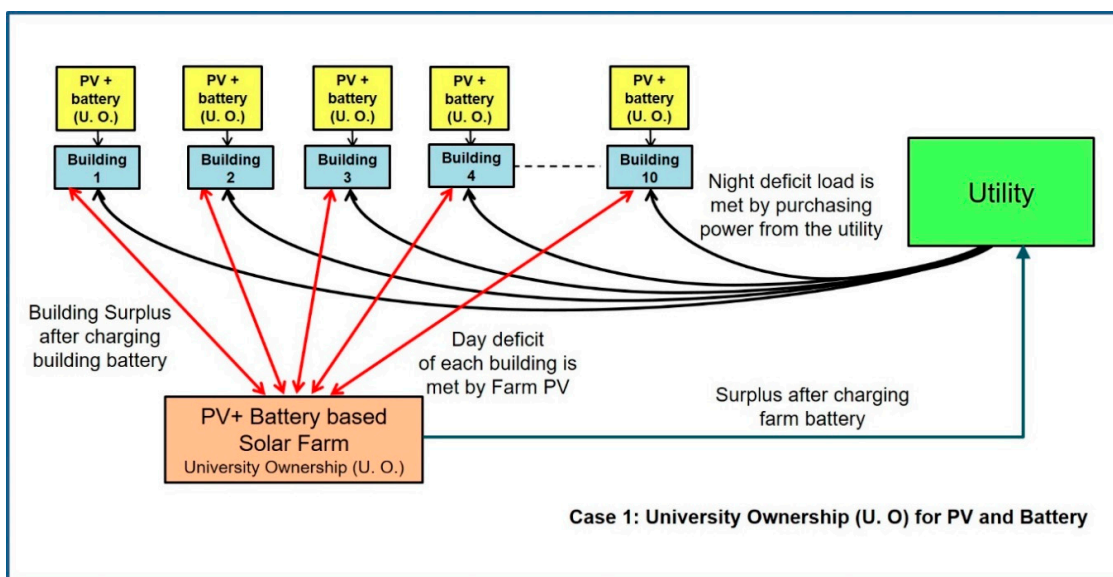 PV +
battery
(U. O.)
PV +
battery
(U. O.)
PV +
battery
(U. O.)
PV +
battery
(U. O.)
PV +
battery
(U. O.)
Building
1
Building
2
Building
3
Building
4
Building
10
Night deficit load is
met by purchasing
power from the utility
Utility
Building Surplus
after charging
building battery
Day deficit
of each building is
met by Farm PV
PV+ Battery based
Solar Farm
University Ownership (U. O.)
Surplus after charging
farm battery
Case 1: University Ownership (U. O) for PV and Battery